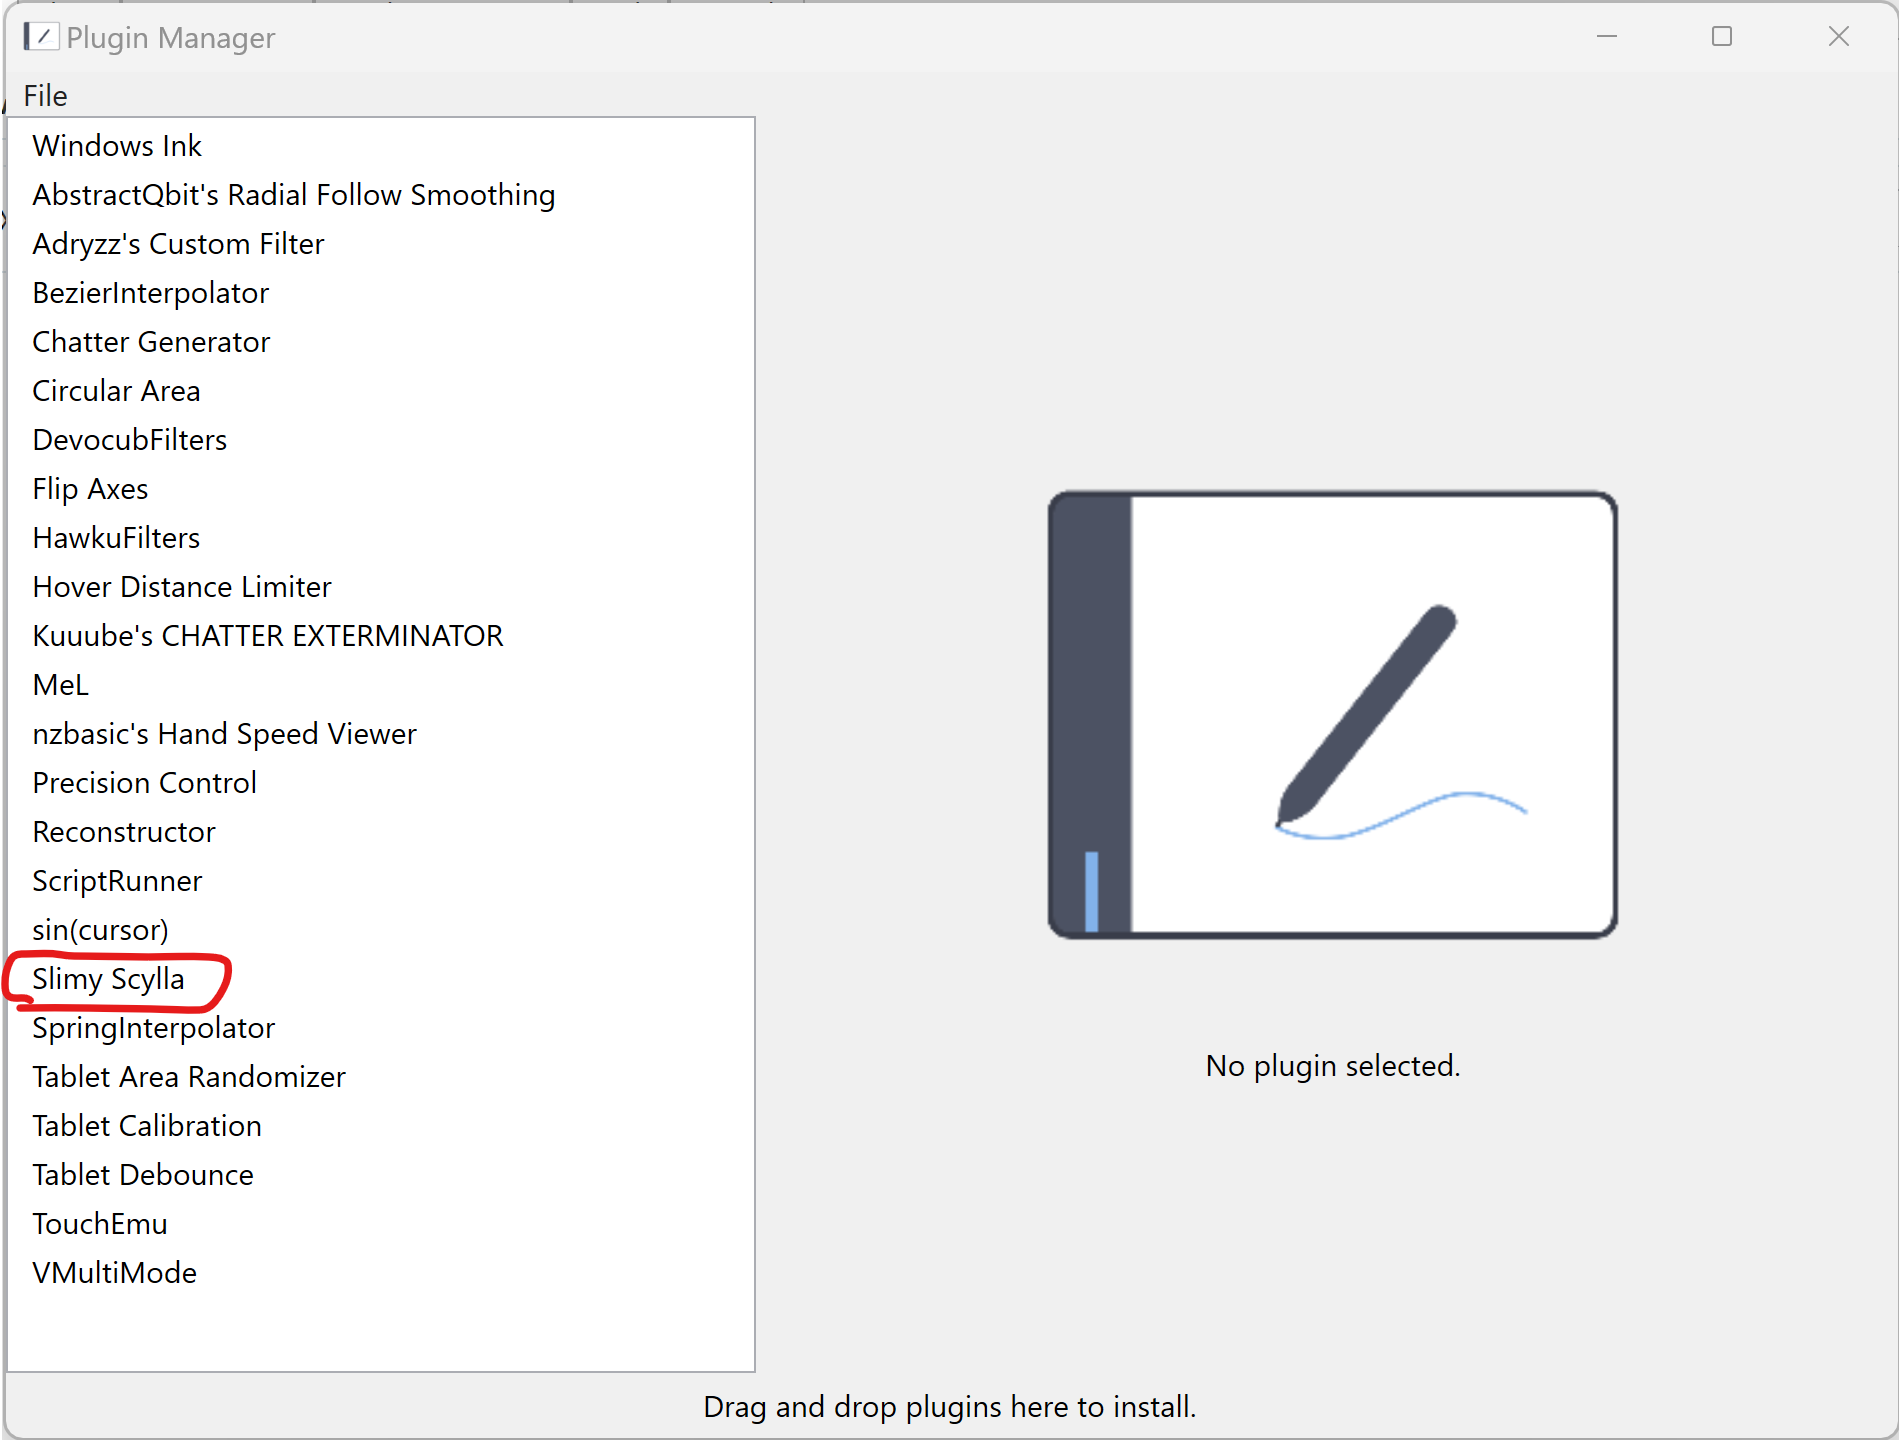 Plugin Manager
File
Windows Ink
AbstractQbit's Radial Follow Smoothing
Adryzz's Custom Filter
BezierInterpolator
Chatter Generator
Circular Area
DevocubFilters
Flip Axes
HawkuFilters
Hover Distance Limiter
Kuuube's CHATTER EXTERMINATOR
MeL
nzbasic's Hand Speed Viewer
Precision Control
Reconstructor
ScriptRunner
sin(cursor)
Slimy Scylla
SpringInterpolator
Tablet Area Randomizer
Tablet Calibration
Tablet Debounce
TouchEmu
VMultiMode
No plugin selected.
Drag and drop plugins here to install.